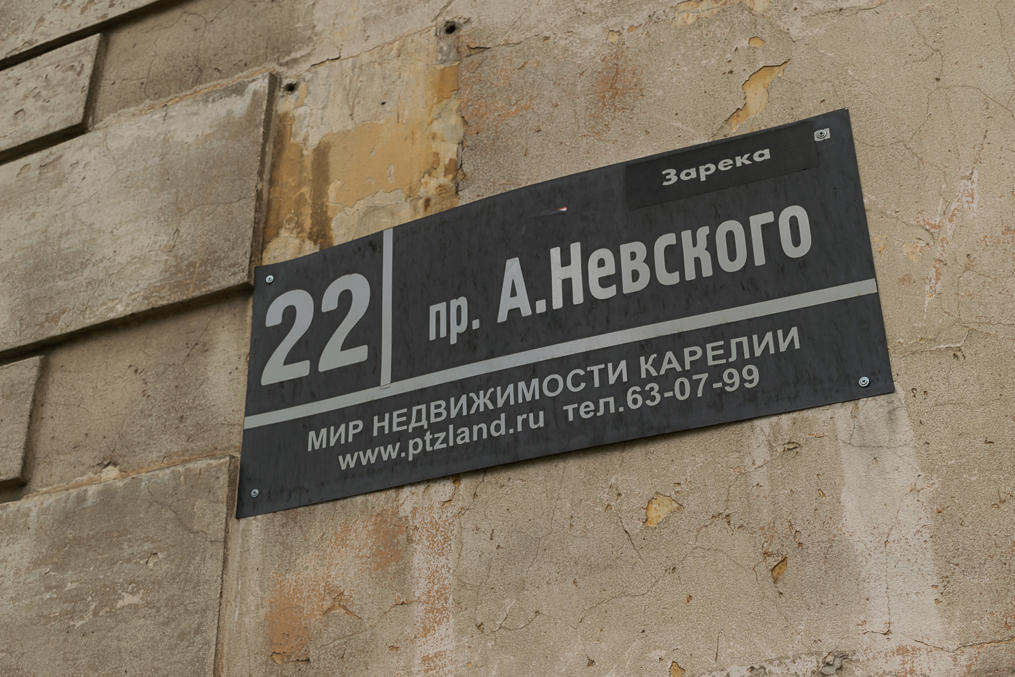 Зарека
22 пр. А.Невского
МИР НЕДВИЖИМОСТИ КАРЕЛИИ
www.ptzland.ru тел.63-07-99